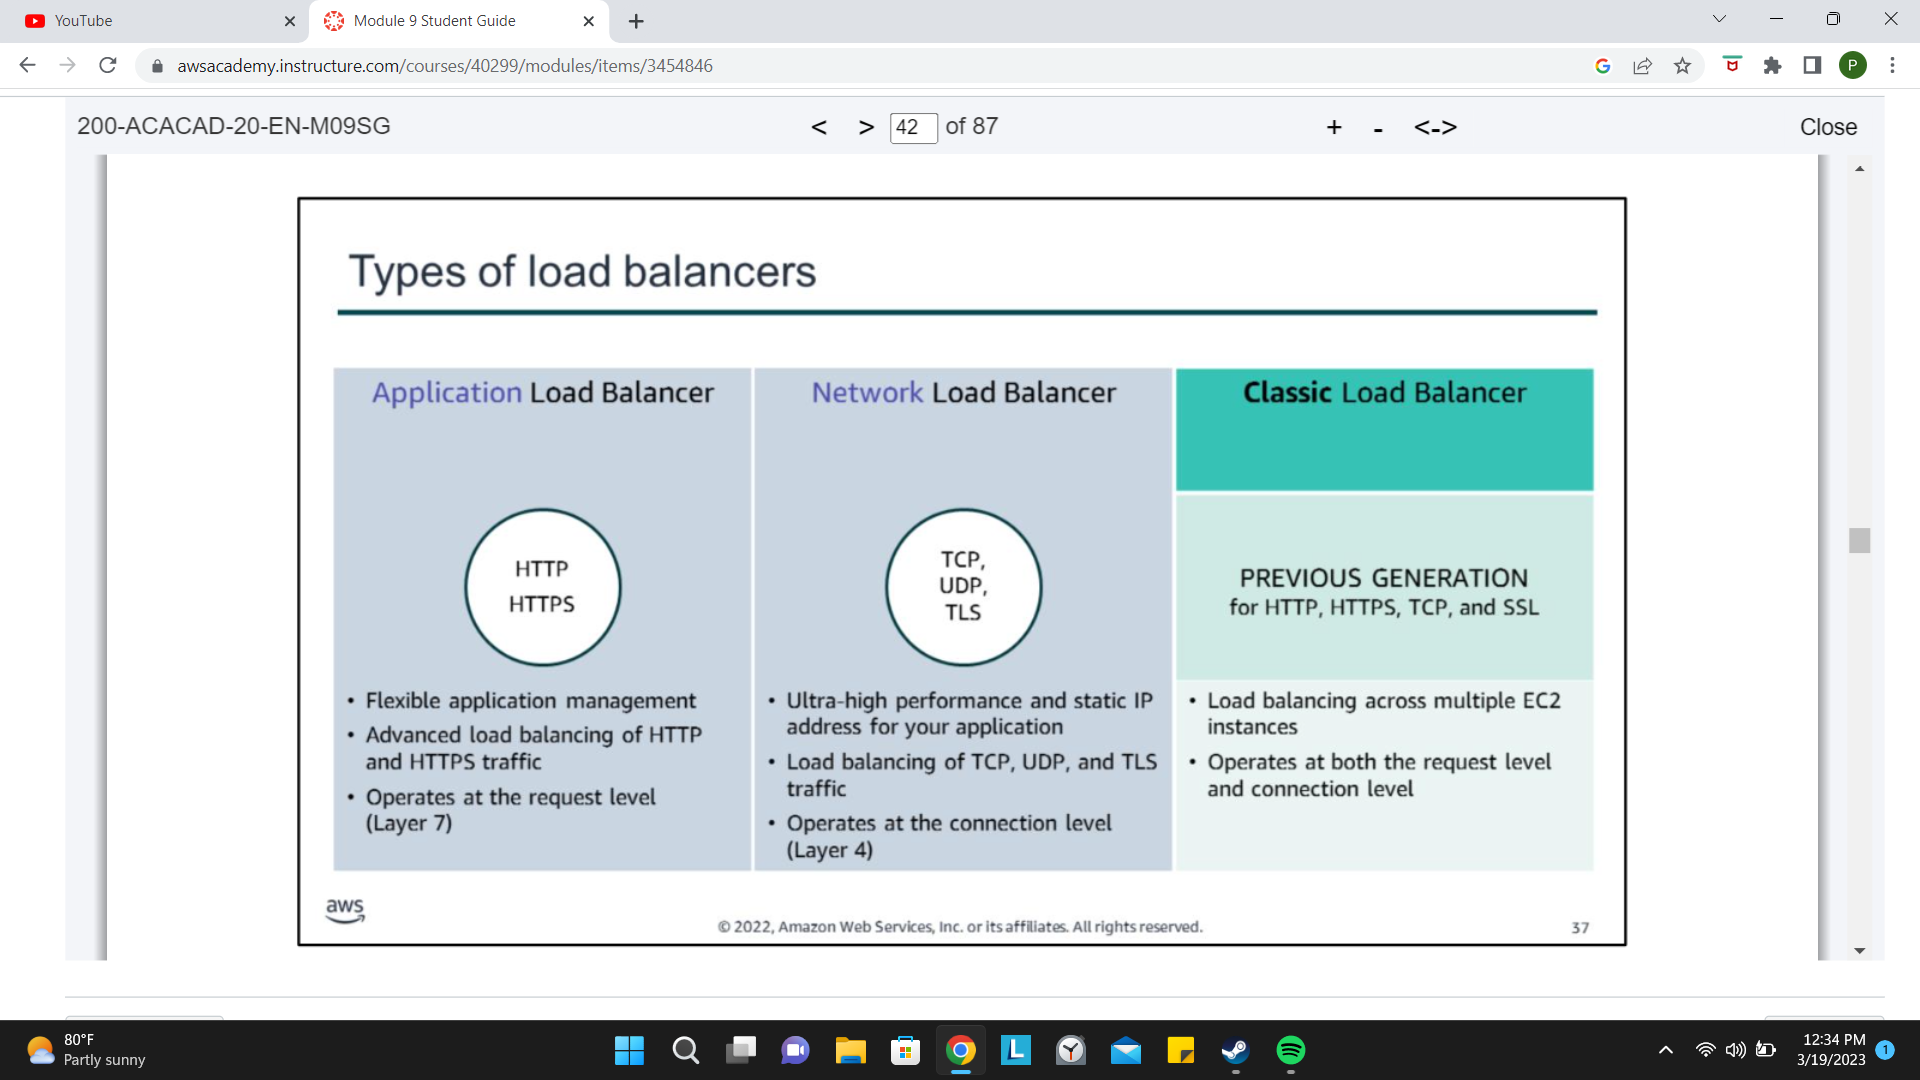 YouTube
Module 9 Student Guide
awsacademy.instructure.com/courses/40299/modules/items/3454846
P
200-ACACAD-20-EN-M09SG
< > 42 of 87
+ - <->
Close
Types of load balancers
Application Load Balancer
HTTP
HTTPS
• Flexible application management
• Advanced load balancing of HTTP
and HTTPS traffic
• Operates at the request level
(Layer 7)
Network Load Balancer
TCP,
UDP,
TLS
• Ultra-high performance and static IP
address for your application
• Load balancing of TCP, UDP, and TLS
traffic
• Operates at the connection level
(Layer 4)
Classic Load Balancer
PREVIOUS GENERATION
for HTTP, HTTPS, TCP, and SSL
• Load balancing across multiple EC2
instances
• Operates at both the request level
and connection level
aws
© 2022, Amazon Web Services, Inc. or its affiliates. All rights reserved.
37
80°F
Partly sunny
L
12:34 PM
3/19/2023
1